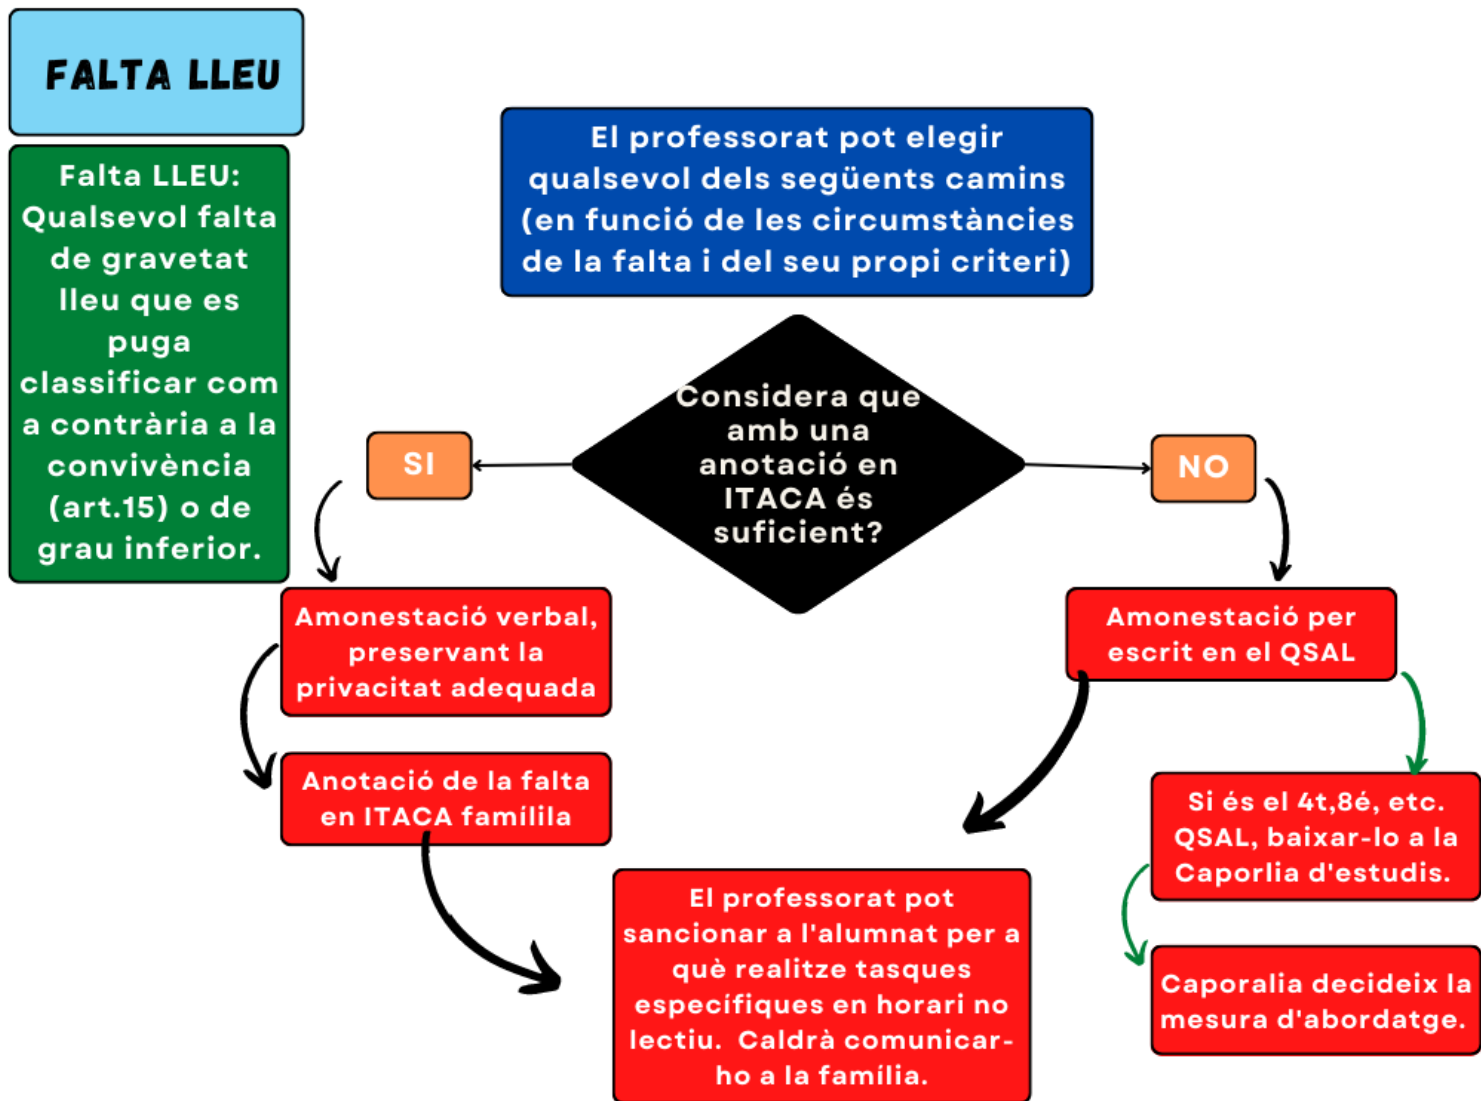 FALTA LLEU
Falta LLEU:
Qualsevol falta
de gravetat
lleu que es
puga
classificar com
a contrària a la
convivència
(art.15) o de
grau inferior.
El professorat pot elegir
qualsevol dels següents camins
(en funció de les circumstàncies
de la falta i del seu propi criteri)
Considera que
amb una
anotació en
ITACA és
suficient?
SI
NO
Amonestació verbal,
preservant la
privacitat adequada
Anotació de la falta
en ITACA famílila
Amonestació per
escrit en el QSAL
Si és el 4t,8é, etc.
QSAL, baixar-lo a la
Caporlia d'estudis.
Caporalia decideix la
mesura d'abordatge.
El professorat pot
sancionar a l'alumnat per a
què realitze tasques
específiques en horari no
lectiu. Caldrà comunicar-
ho a la família.